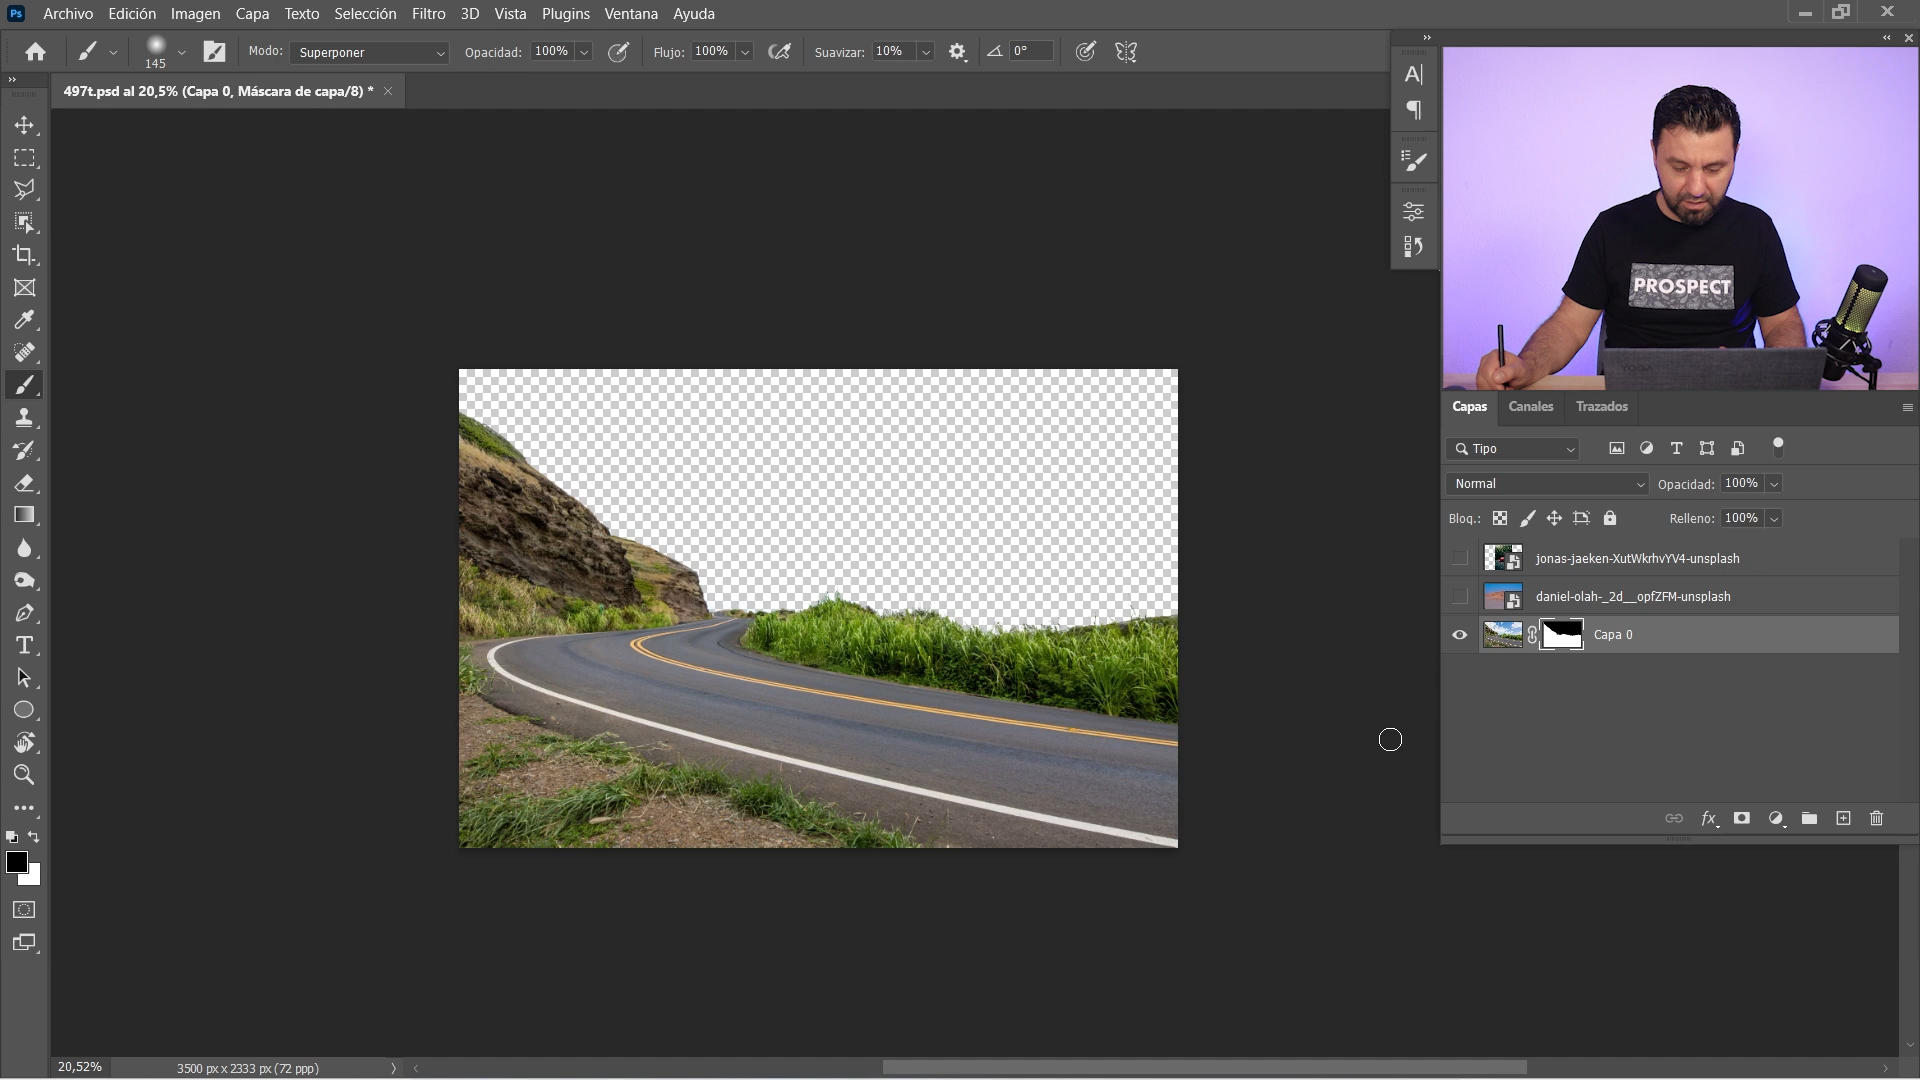 Ps Archivo Edición Imagen Capa Texto Selección Filtro 3D Vista Plugins Ventana Ayuda
145 Modo: Superponer Opacidad: 100% Flujo: 100% Suavizar: 10% 0°
497t.psd al 20,5% (Capa 0, Máscara de capa/8) *
PROSPECT
YOGA
Capas Canales Trazados
Tipo
Normal Opacidad: 100%
Bloq.: Relleno: 100%
jonas-jaeken-XutWkrhvYV4-unsplash
daniel-olah-_2d__opfZFM-unsplash
Capa 0
fx
20,52% 3500 px x 2333 px (72 ppp)